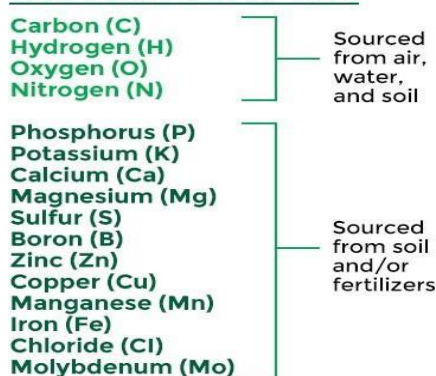 Carbon (C)
Hydrogen (H)
Oxygen (O)
Nitrogen (N)
Sourced
from air,
water,
and soil
Phosphorus (P)
Potassium (K)
Calcium (Ca)
Magnesium (Mg)
Sulfur (S)
Boron (B)
Zinc (Zn)
Copper (Cu)
Manganese (Mn)
Iron (Fe)
Chloride (Cl)
Molybdenum (Mo)
Sourced
from soil
and/or
fertilizers